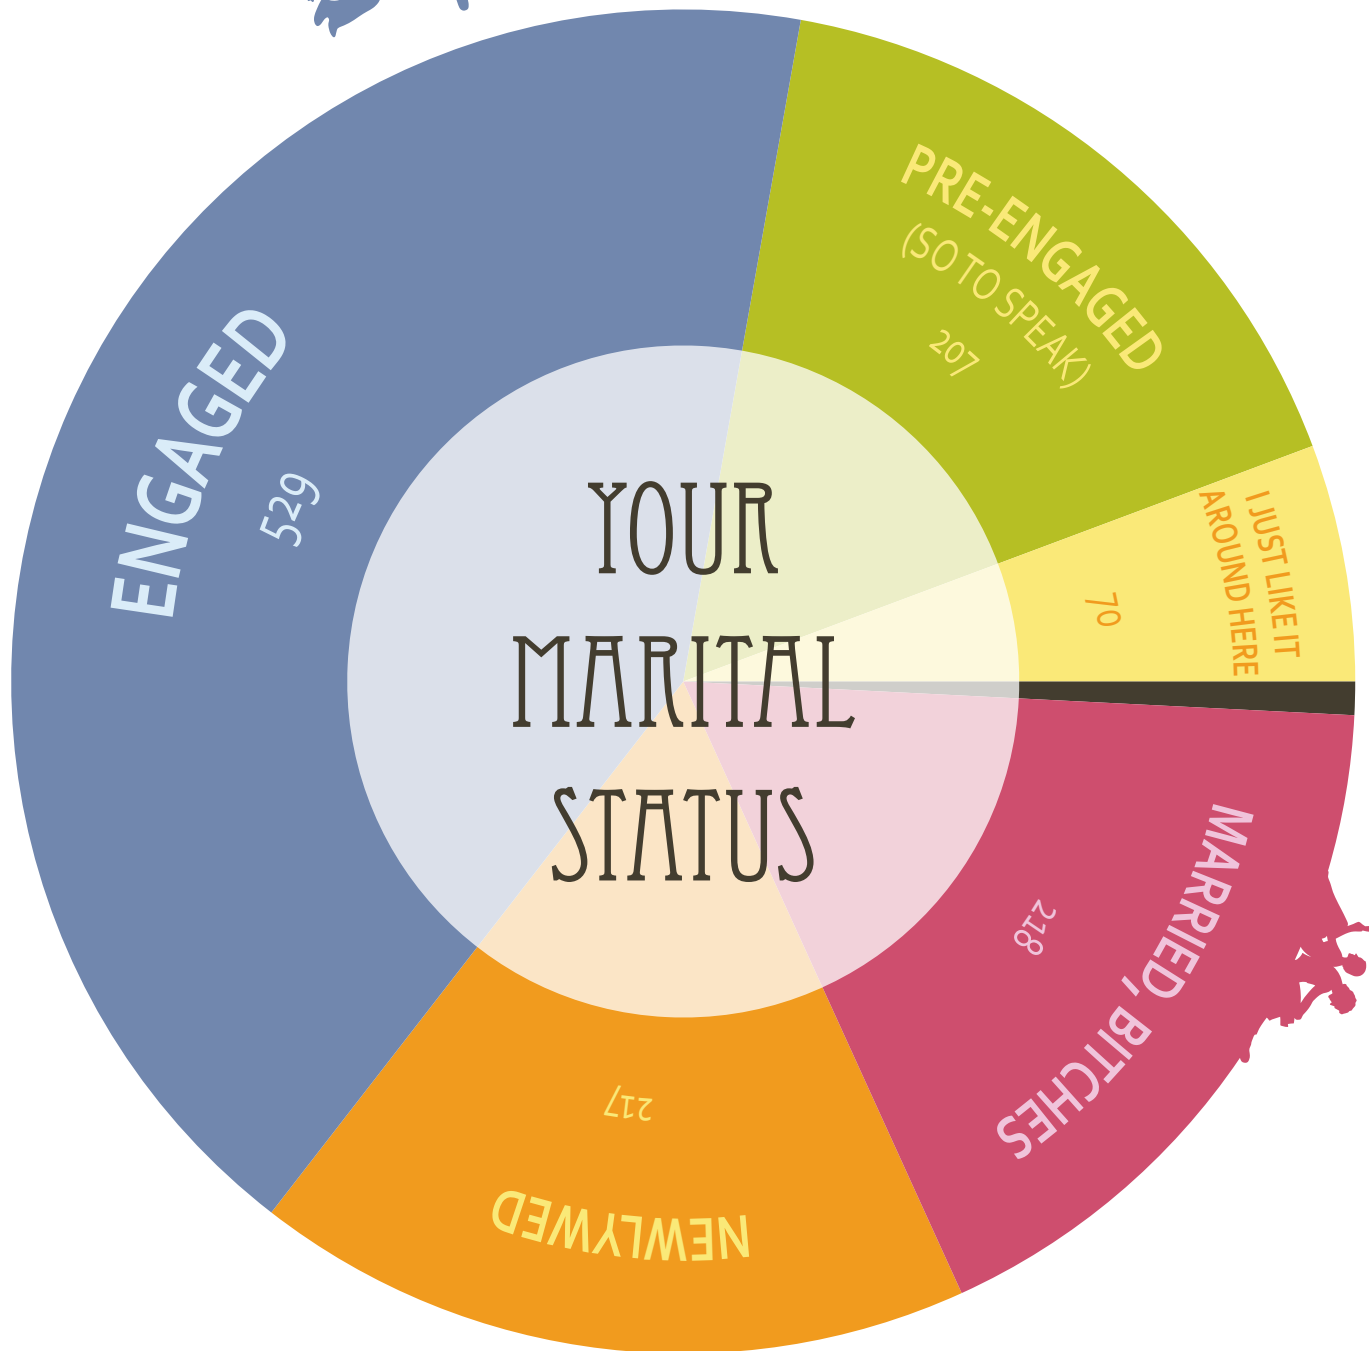 YOUR
MARITAL
STATUS
ENGAGED
529
PRE-ENGAGED
(SO TO SPEAK)
207
I JUST LIKE IT
AROUND HERE
70
MARRIED, BITCHES
218
NEWLYWED
217